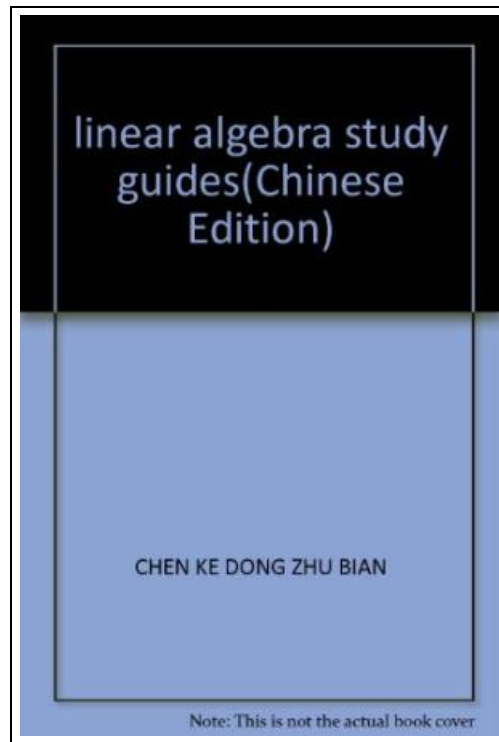 linear algebra study
guides(Chinese
Edition)
CHEN KE DONG ZHU BIAN
Note: This is not the actual book cover